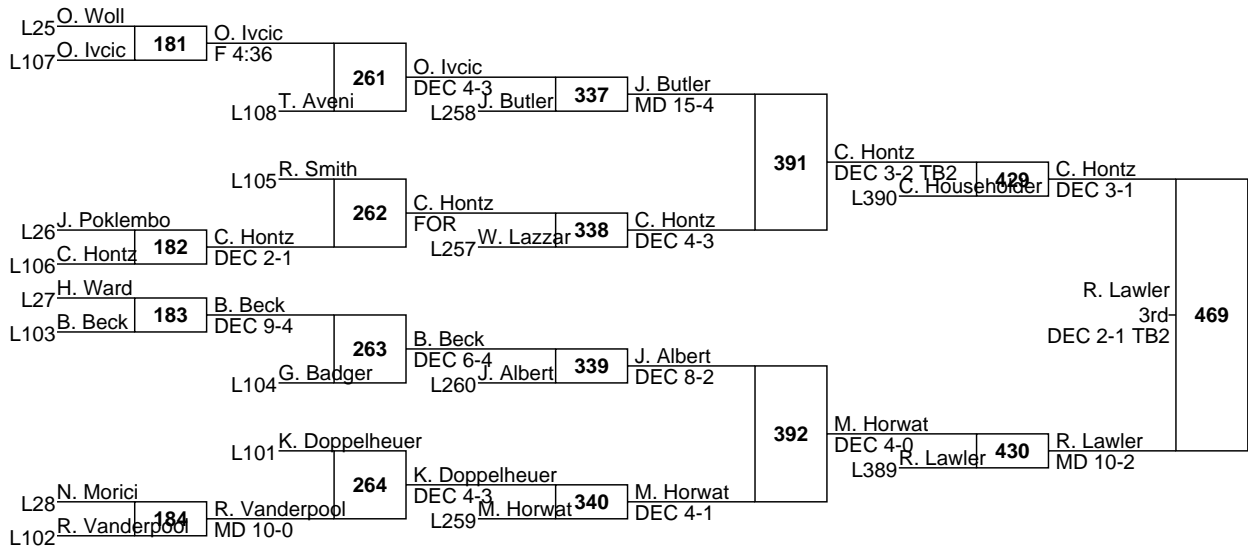 O. Woll
L25
181
O. Ivcic
F 4:36
O. Ivcic
L107
261
O. Ivcic
DEC 4-3
T. Aveni
L108
J. Butler
L258
337
J. Butler
MD 15-4
391
C. Hontz
DEC 3-2 TB2
R. Smith
L105
262
C. Hontz
FOR
J. Poklembo
L26
182
C. Hontz
DEC 2-1
C. Hontz
L106
W. Lazzar
L257
338
C. Hontz
DEC 4-3
C. Householder
L390
429
C. Hontz
DEC 3-1
H. Ward
L27
183
B. Beck
DEC 9-4
B. Beck
L103
263
B. Beck
DEC 6-4
G. Badger
L104
J. Albert
L260
339
J. Albert
DEC 8-2
392
M. Horwat
DEC 4-0
K. Doppelheuer
L101
264
K. Doppelheuer
DEC 4-3
N. Morici
L28
184
R. Vanderpool
MD 10-0
R. Vanderpool
L102
M. Horwat
L259
340
M. Horwat
DEC 4-1
R. Lawler
L389
430
R. Lawler
MD 10-2
R. Lawler
3rd
DEC 2-1 TB2
469